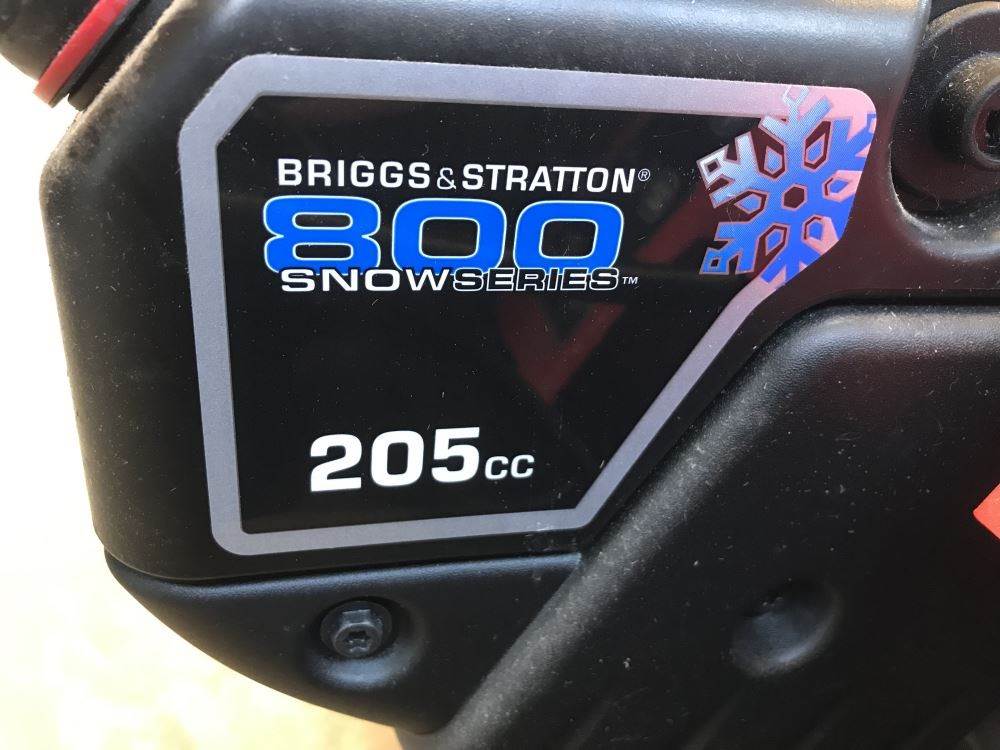 BRIGGS & STRATTON®
800
SNOWSERIES™
205cc